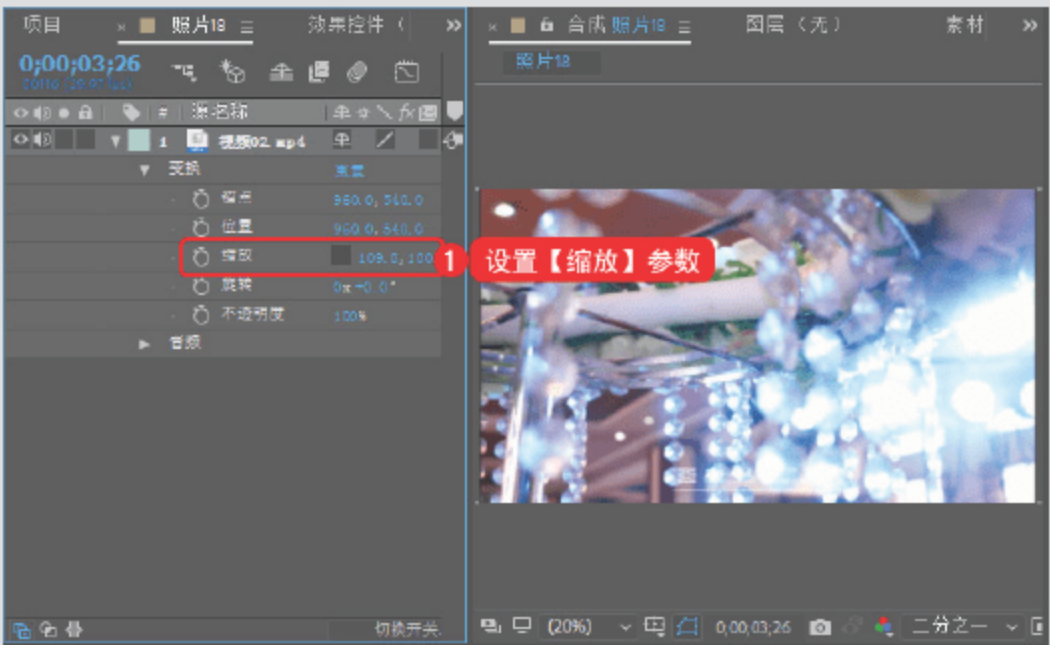 项目
照片18
效果控件
合成 照片18
图层（无）
素材
照片18
0;00;03;26
# 源名称
1 视频02.mp4
变换
重置
锚点 960.0, 540.0
位置 960.0, 540.0
缩放 109.0, 100
1 设置【缩放】参数
旋转 0x+0.0°
不透明度 100%
音频
切换开关
(20%)
0;00;03;26
二分之一